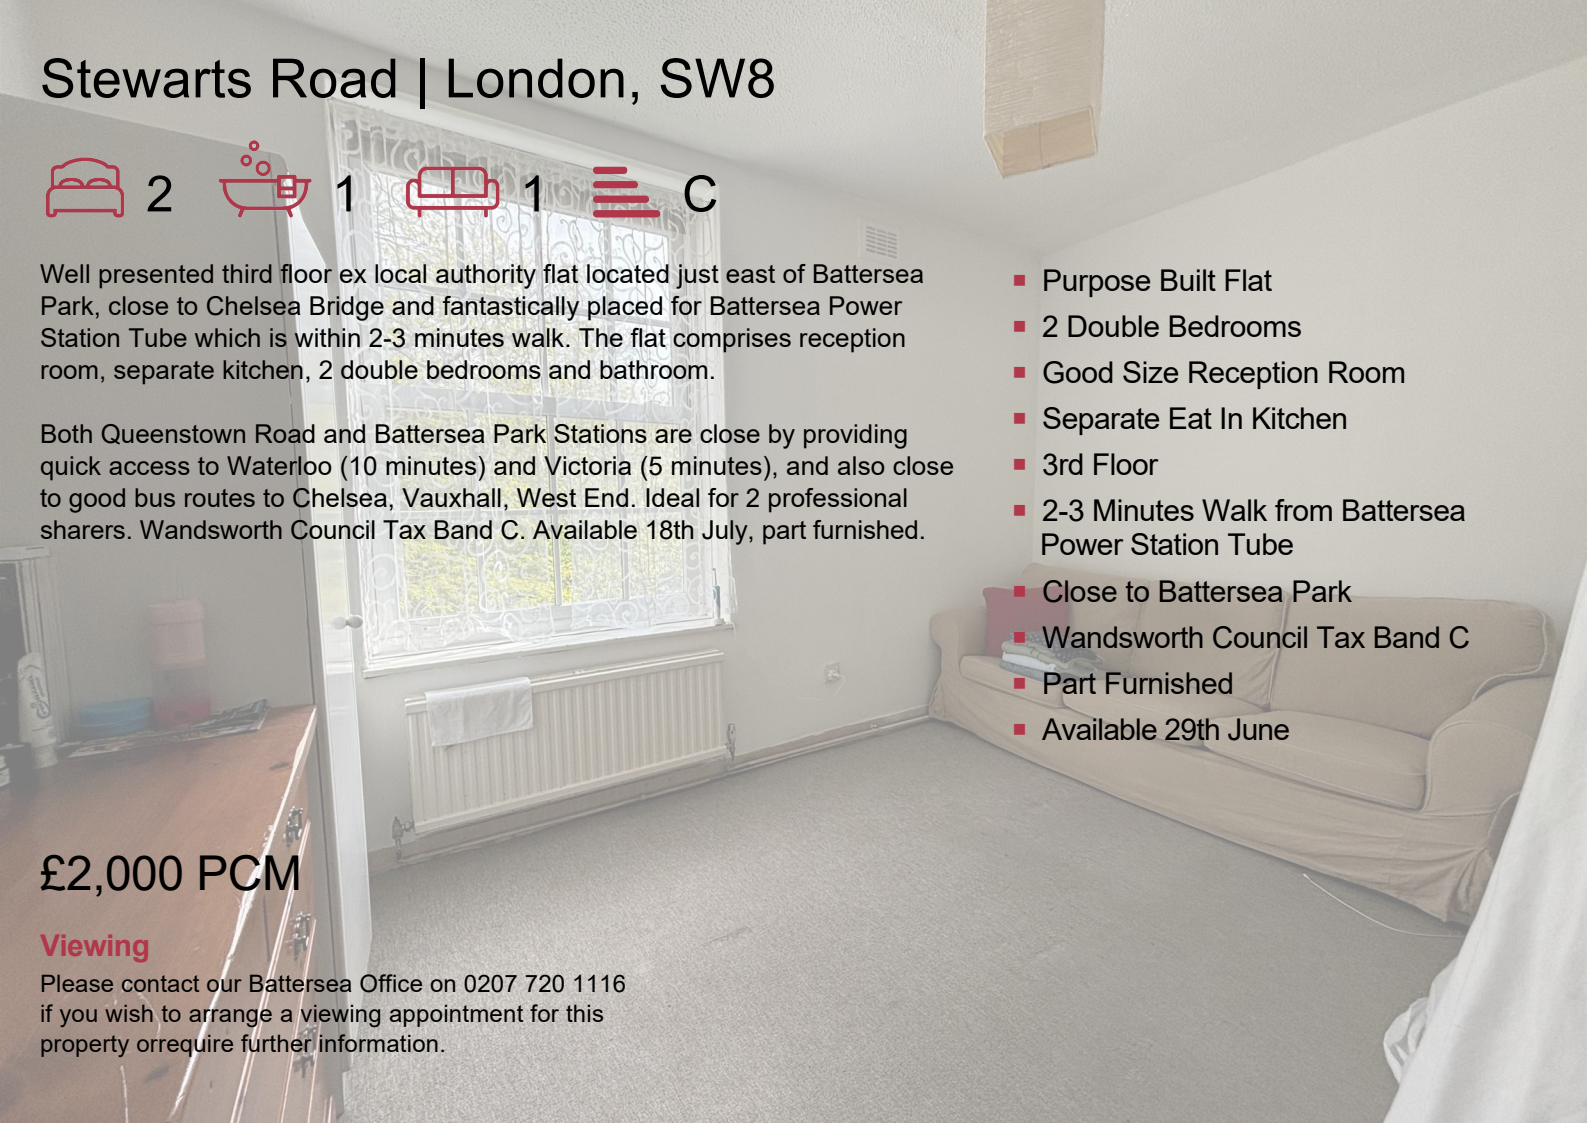 Stewarts Road | London, SW8
2 1 1 C
Well presented third floor ex local authority flat located just east of Battersea
Park, close to Chelsea Bridge and fantastically placed for Battersea Power
Station Tube which is within 2-3 minutes walk. The flat comprises reception
room, separate kitchen, 2 double bedrooms and bathroom.
Both Queenstown Road and Battersea Park Stations are close by providing
quick access to Waterloo (10 minutes) and Victoria (5 minutes), and also close
to good bus routes to Chelsea, Vauxhall, West End. Ideal for 2 professional
sharers. Wandsworth Council Tax Band C. Available 18th July, part furnished.
Purpose Built Flat
2 Double Bedrooms
Good Size Reception Room
Separate Eat In Kitchen
3rd Floor
2-3 Minutes Walk from Battersea
Power Station Tube
Close to Battersea Park
Wandsworth Council Tax Band C
Part Furnished
Available 29th June
£2,000 PCM
Viewing
Please contact our Battersea Office on 0207 720 1116
if you wish to arrange a viewing appointment for this
property orrequire further information.